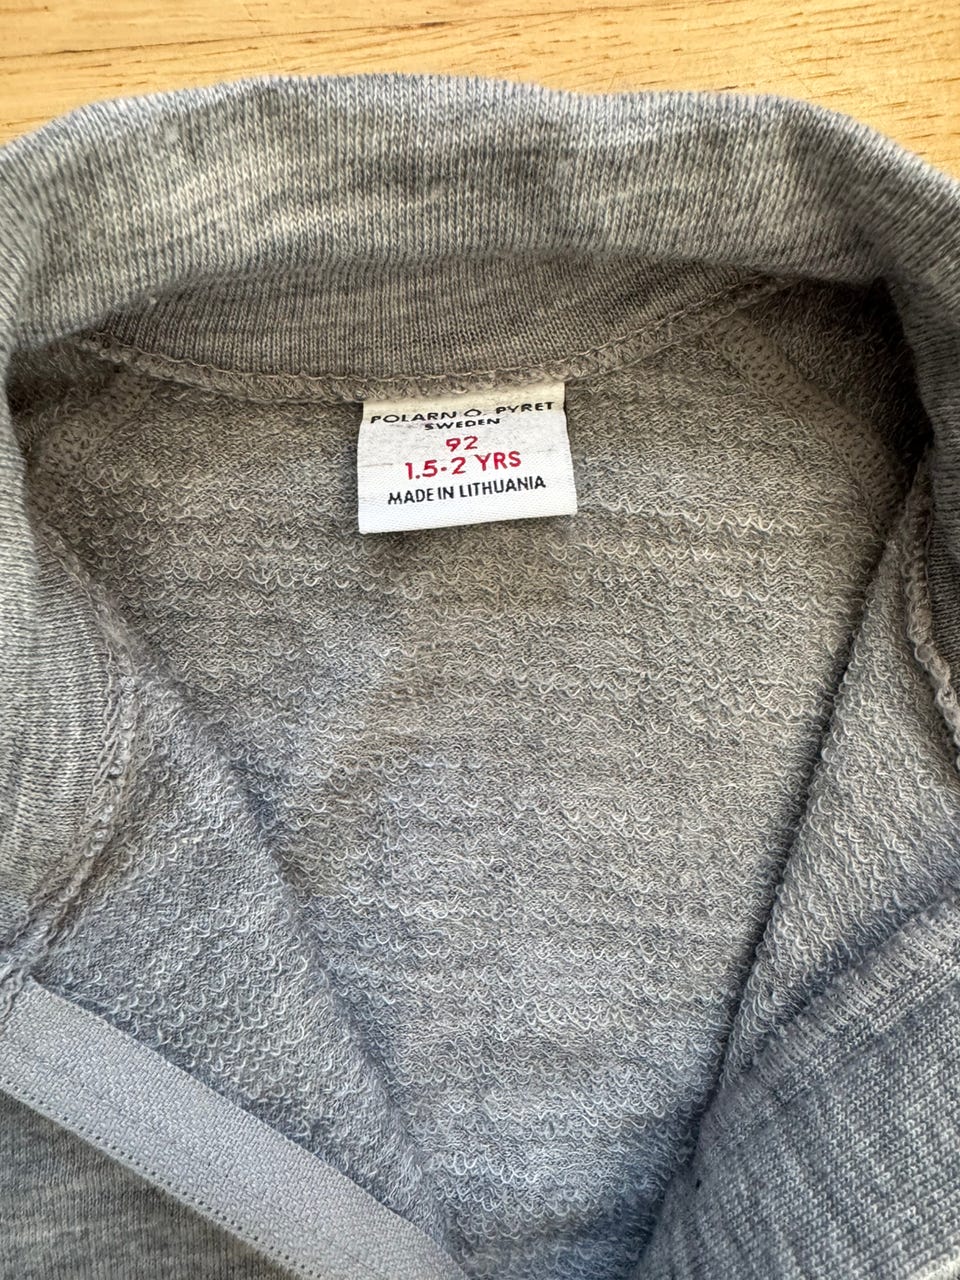 POLARN O. PYRET
SWEDEN
92
1.5-2 YRS
MADE IN LITHUANIA